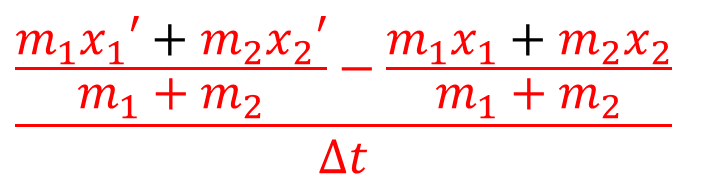 m₁x₁′ + m₂x₂′ − m₁x₁ + m₂x₂
m₁ + m₂ m₁ + m₂
Δt